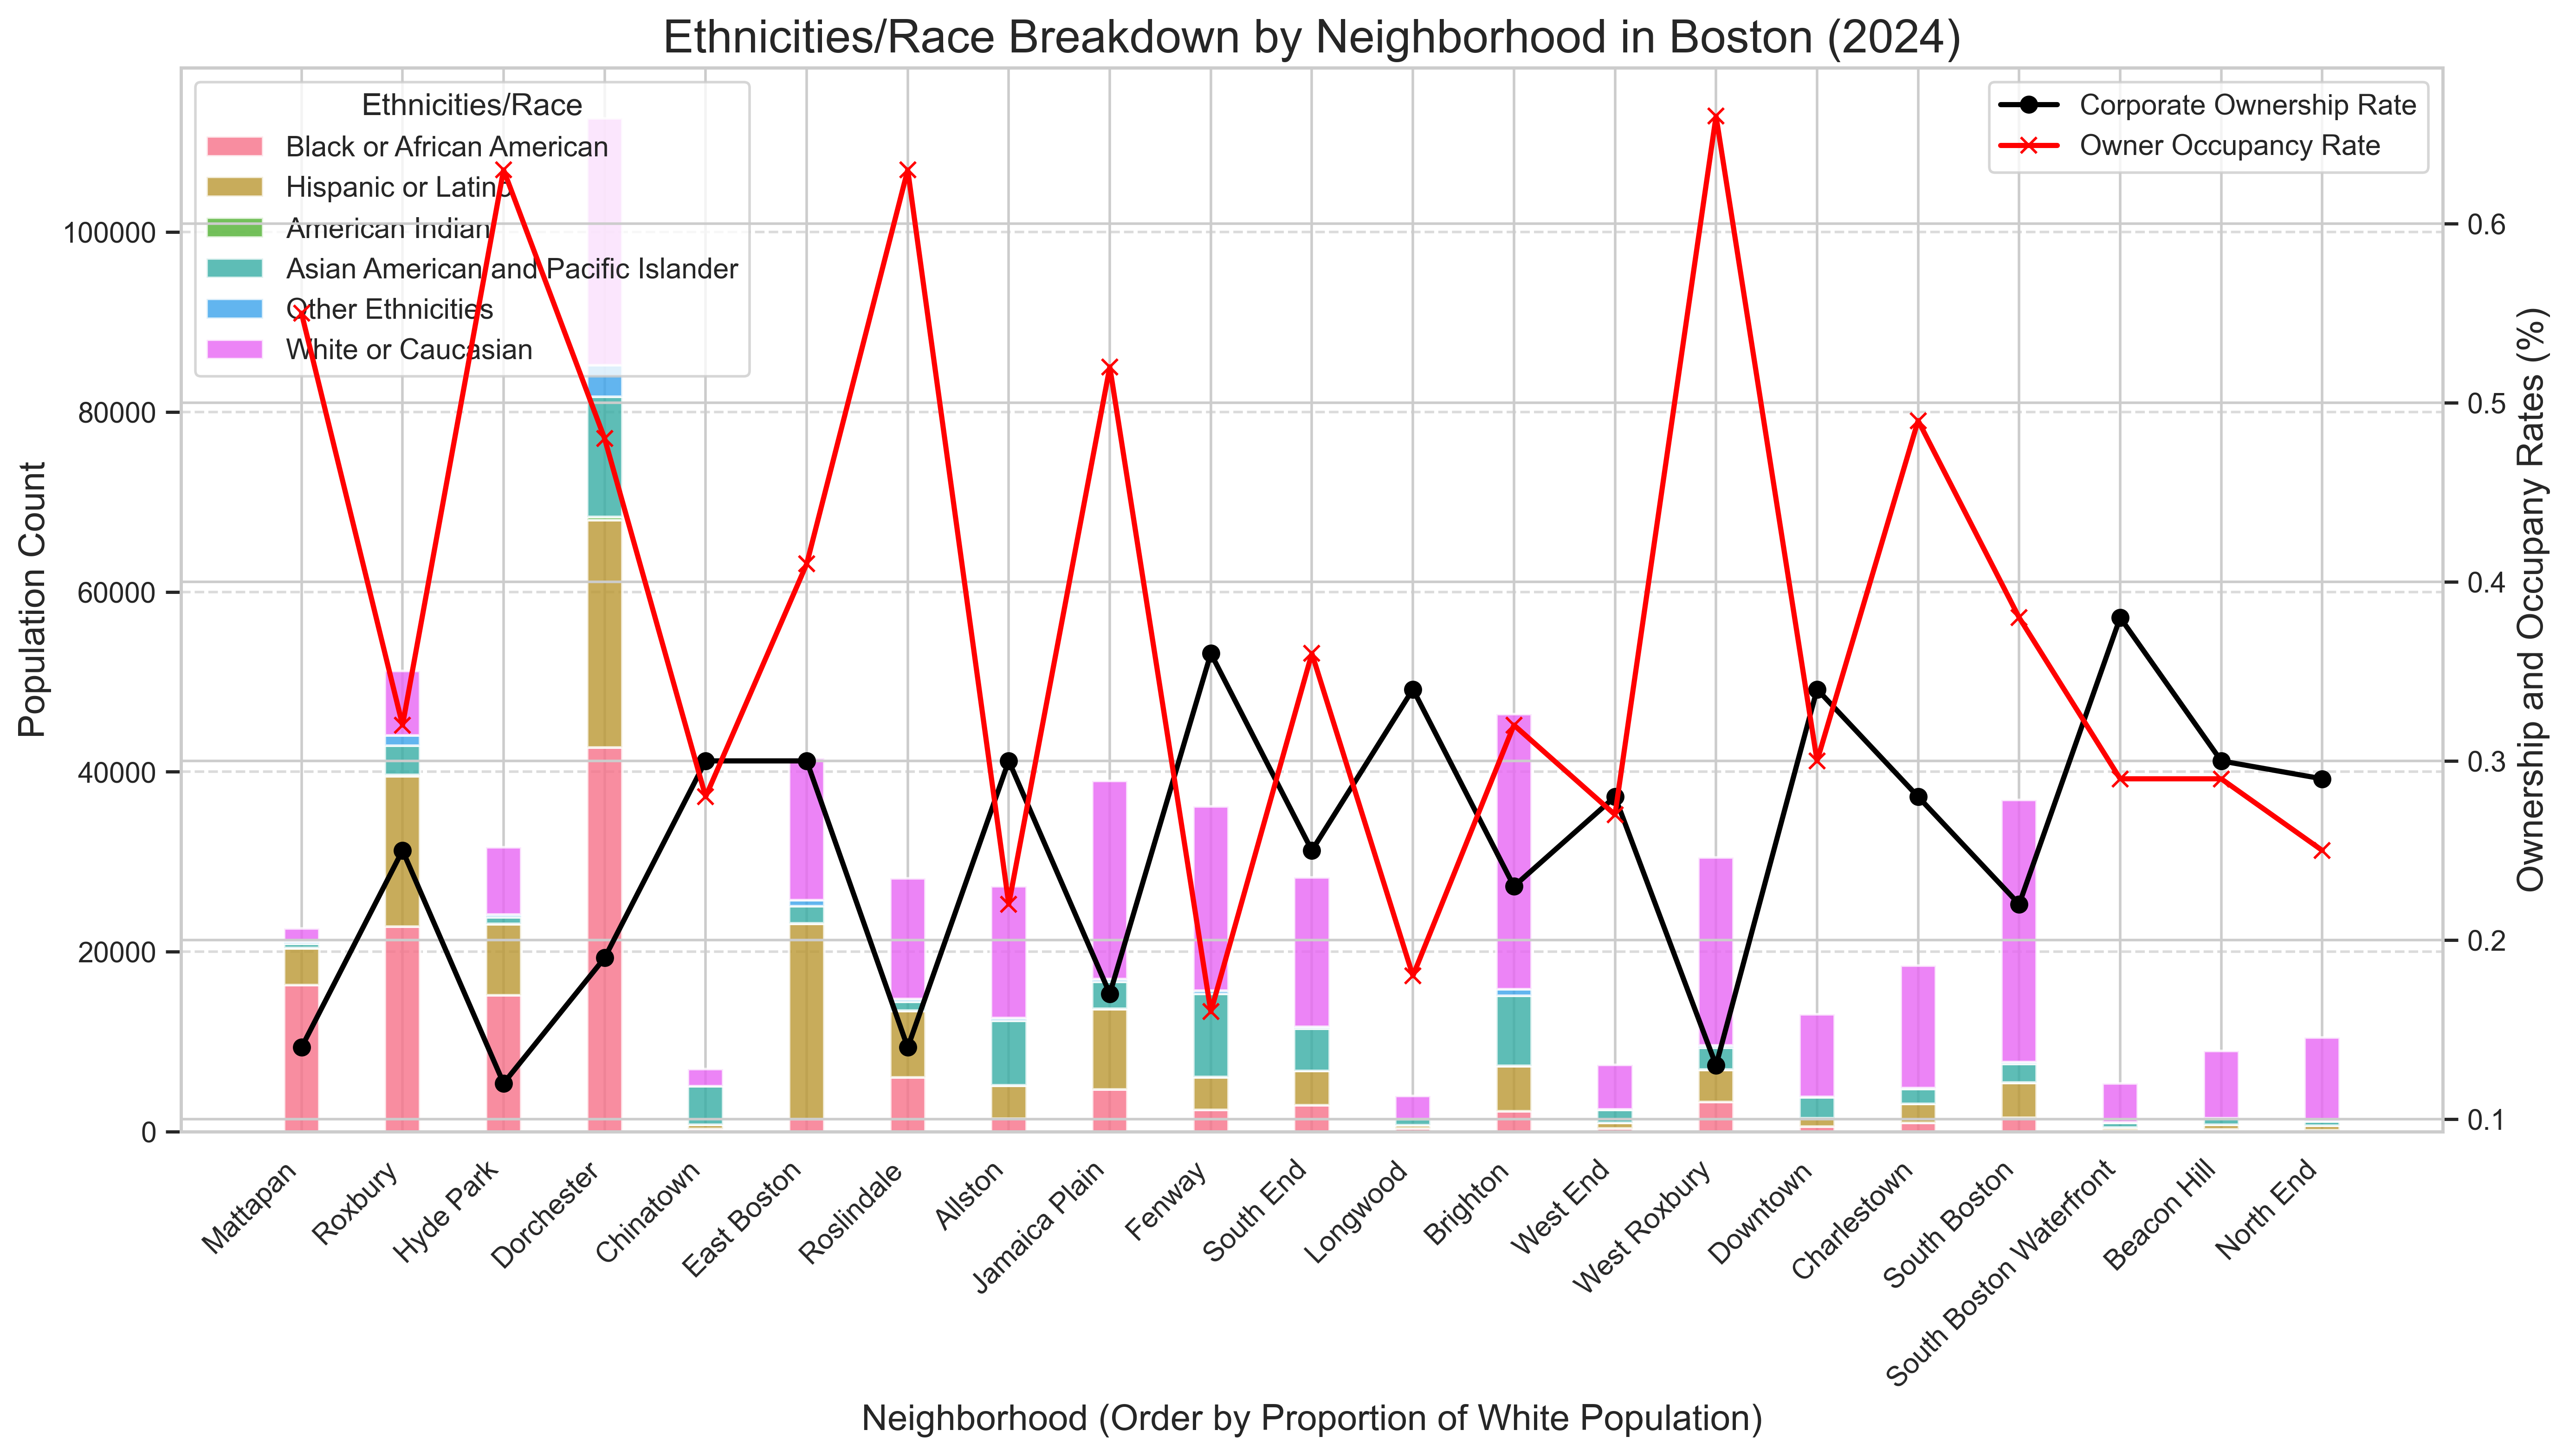 Ethnicities/Race Breakdown by Neighborhood in Boston (2024)
Ethnicities/Race
Black or African American
Hispanic or Latino
American Indian
Asian American and Pacific Islander
Other Ethnicities
White or Caucasian
Corporate Ownership Rate
Owner Occupancy Rate
Population Count
100000
80000
60000
40000
20000
0
0.6
0.5
0.4
0.3
0.2
0.1
Ownership and Occupany Rates (%)
Mattapan
Roxbury
Hyde Park
Dorchester
Chinatown
East Boston
Roslindale
Allston
Jamaica Plain
Fenway
South End
Longwood
Brighton
West End
West Roxbury
Downtown
Charlestown
South Boston
South Boston Waterfront
Beacon Hill
North End
Neighborhood (Order by Proportion of White Population)